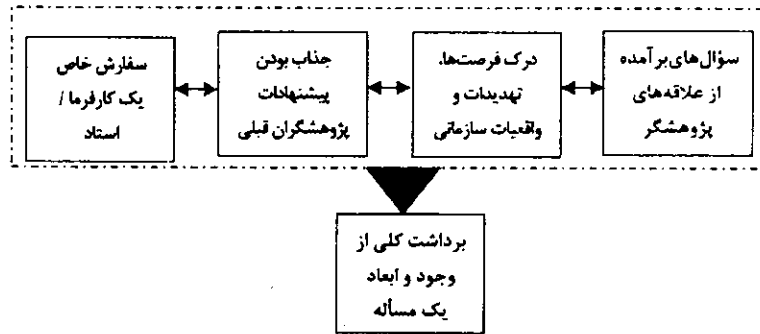 سؤال‌های برآمده
از علاقه‌های
پژوهشگر
درک فرصت‌ها،
تهدیدات و
واقعیات سازمانی
جذاب بودن
پیشنهادات
پژوهشگران قبلی
سفارش خاص
یک کارفرما /
استاد
برداشت کلی از
وجود و ابعاد
یک مسأله